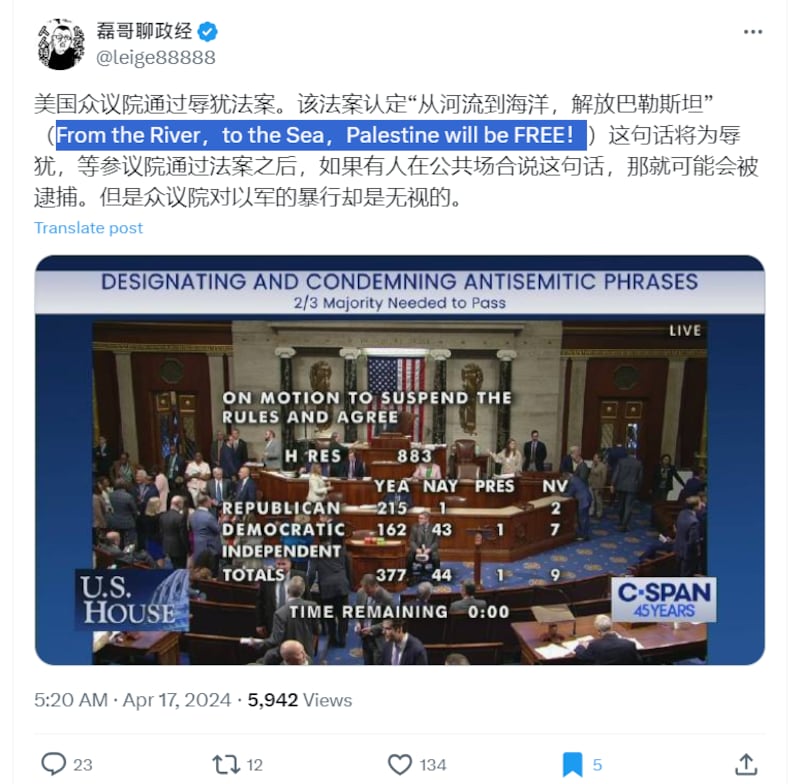 磊哥聊政经
@leige88888
美国众议院通过辱犹法案。该法案认定“从河流到海洋，解放巴勒斯坦”
（From the River，to the Sea，Palestine will be FREE！）这句话将为辱
犹，等参议院通过法案之后，如果有人在公共场合说这句话，那就可能会被
逮捕。但是众议院对以军的暴行却是无视的。
Translate post
DESIGNATING AND CONDEMNING ANTISEMITIC PHRASES
2/3 Majority Needed to Pass
LIVE
ON MOTION TO SUSPEND THE
RULES AND AGREE
H RES 883
YEA NAY PRES NV
REPUBLICAN 215 1 2
DEMOCRATIC 162 43 1 7
INDEPENDENT
TOTALS 377 44 1 9
TIME REMAINING 0:00
U.S.
HOUSE
C-SPAN
45 YEARS
5:20 AM · Apr 17, 2024 · 5,942 Views
23 12 134 5